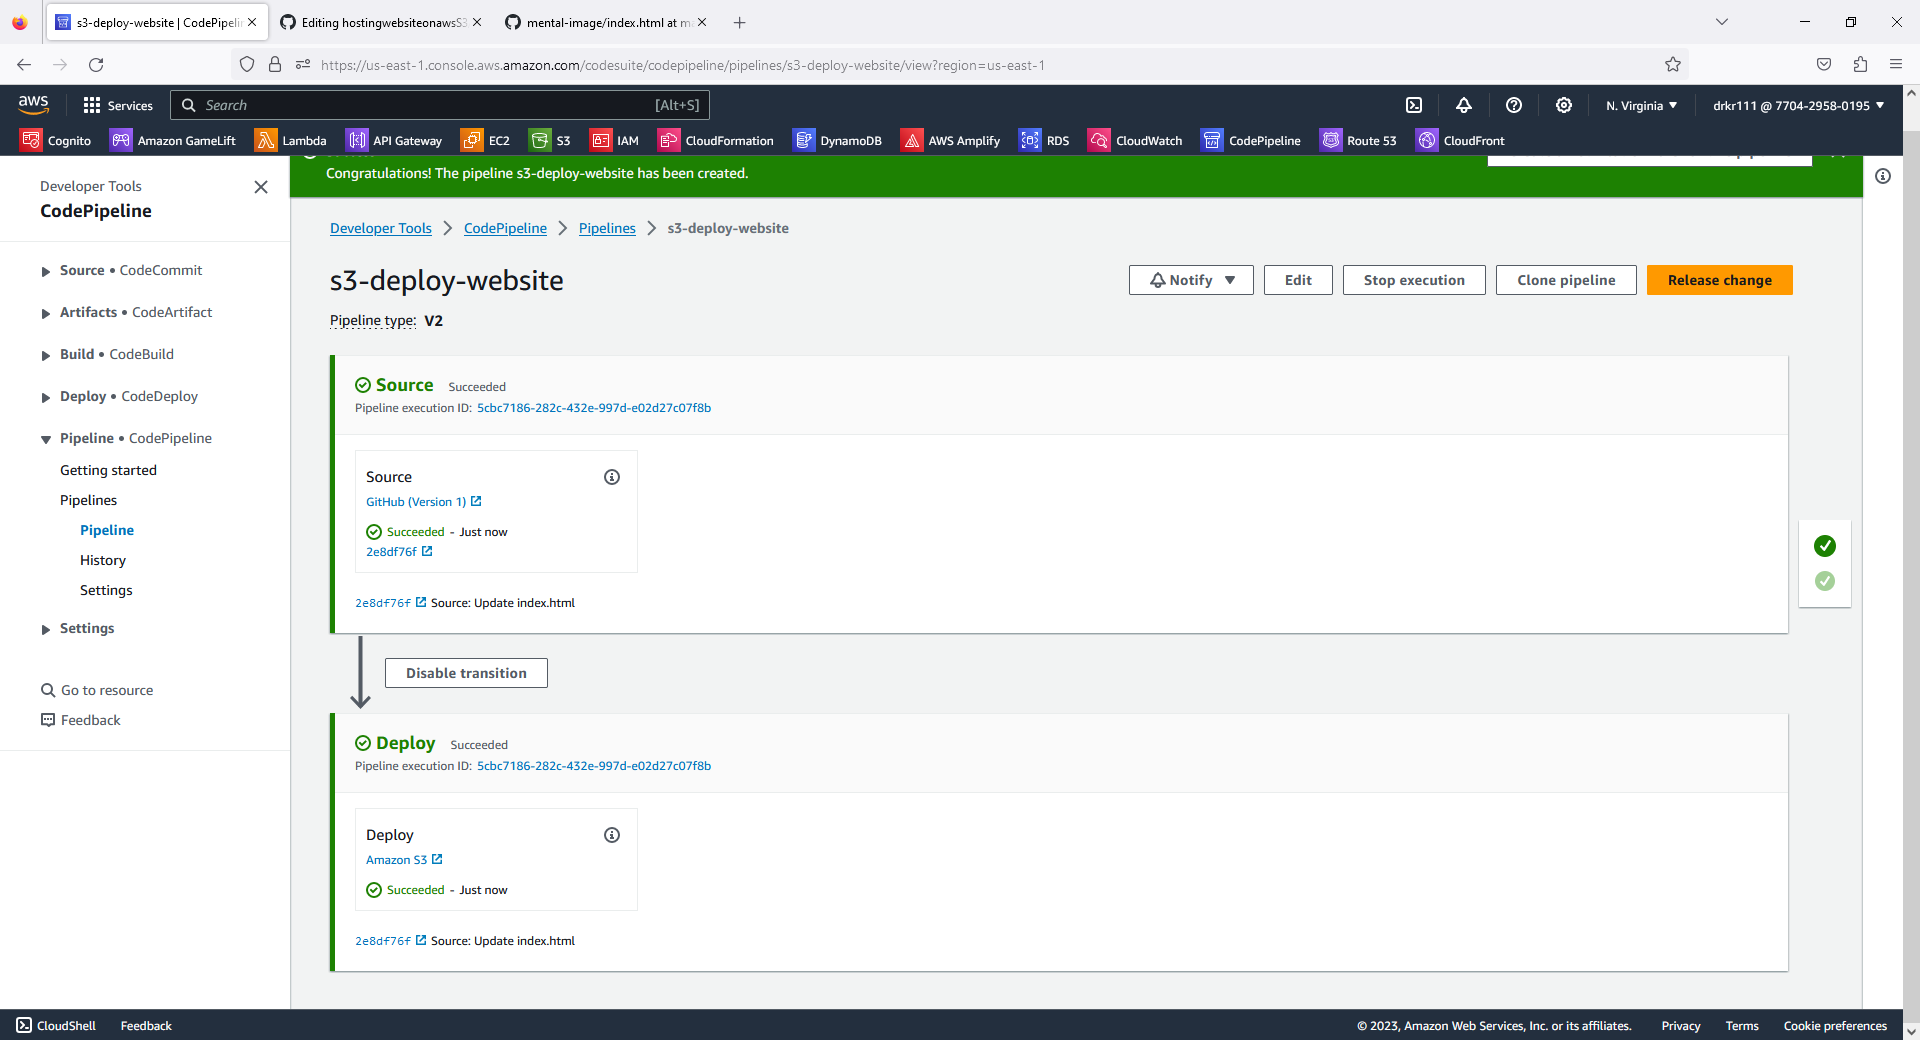 s3-deploy-website | CodePipeli
Editing hostingwebsiteonawsS3
mental-image/index.html at m
https://us-east-1.console.aws.amazon.com/codesuite/codepipeline/pipelines/s3-deploy-website/view?region=us-east-1
aws
Services
Search
[Alt+S]
N. Virginia
drkr111 @ 7704-2958-0195
Cognito
Amazon GameLift
Lambda
API Gateway
EC2
S3
IAM
CloudFormation
DynamoDB
AWS Amplify
RDS
CloudWatch
CodePipeline
Route 53
CloudFront
Developer Tools
CodePipeline
Source • CodeCommit
Artifacts • CodeArtifact
Build • CodeBuild
Deploy • CodeDeploy
Pipeline • CodePipeline
Getting started
Pipelines
Pipeline
History
Settings
Settings
Go to resource
Feedback
Congratulations! The pipeline s3-deploy-website has been created.
Developer Tools
CodePipeline
Pipelines
s3-deploy-website
s3-deploy-website
Notify
Edit
Stop execution
Clone pipeline
Release change
Pipeline type: V2
Source Succeeded
Pipeline execution ID: 5cbc7186-282c-432e-997d-e02d27c07f8b
Source
GitHub (Version 1)
Succeeded - Just now
2e8df76f
2e8df76f Source: Update index.html
Disable transition
Deploy Succeeded
Pipeline execution ID: 5cbc7186-282c-432e-997d-e02d27c07f8b
Deploy
Amazon S3
Succeeded - Just now
2e8df76f Source: Update index.html
CloudShell
Feedback
© 2023, Amazon Web Services, Inc. or its affiliates.
Privacy
Terms
Cookie preferences